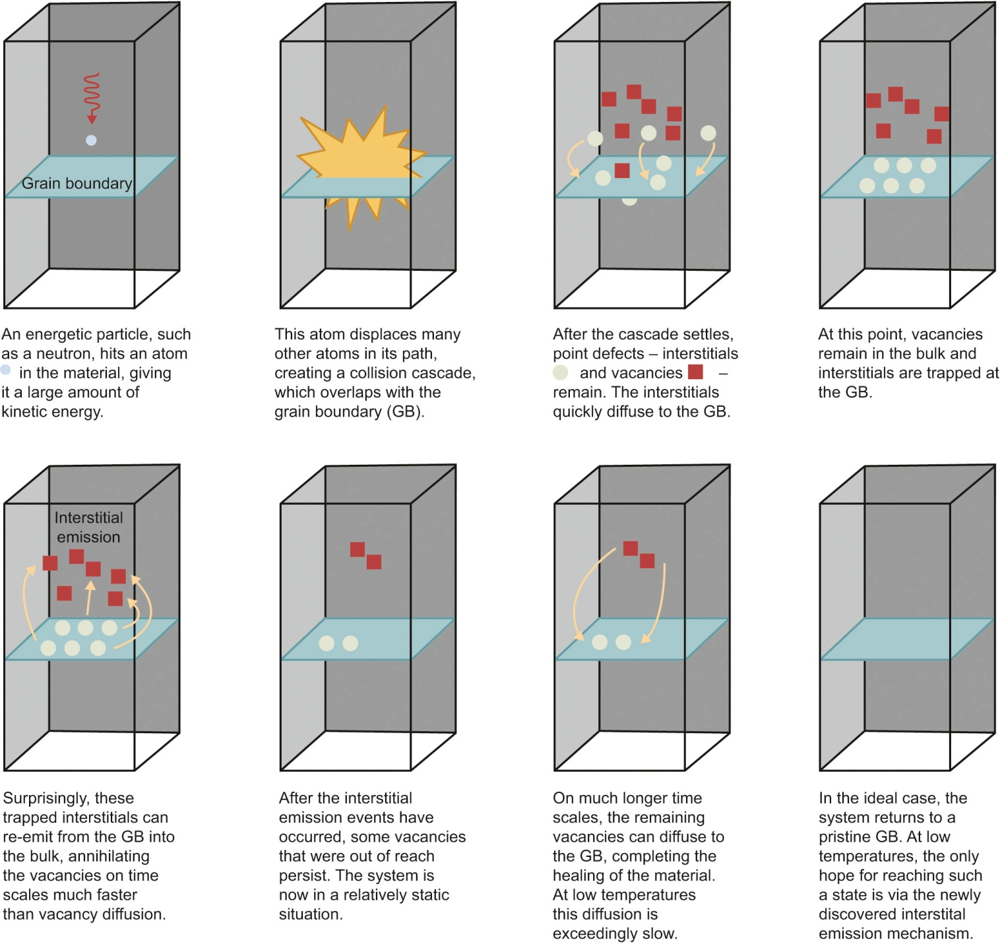 Grain boundary
An energetic particle, such
as a neutron, hits an atom
in the material, giving
it a large amount of
kinetic energy.
This atom displaces many
other atoms in its path,
creating a collision cascade,
which overlaps with the
grain boundary (GB).
After the cascade settles,
point defects – interstitials
and vacancies –
remain. The interstitials
quickly diffuse to the GB.
At this point, vacancies
remain in the bulk and
interstitials are trapped at
the GB.
Interstitial
emission
Surprisingly, these
trapped interstitials can
re-emit from the GB into
the bulk, annihilating
the vacancies on time
scales much faster
than vacancy diffusion.
After the interstitial
emission events have
occurred, some vacancies
that were out of reach
persist. The system is
now in a relatively static
situation.
On much longer time
scales, the remaining
vacancies can diffuse to
the GB, completing the
healing of the material.
At low temperatures
this diffusion is
exceedingly slow.
In the ideal case, the
system returns to a
pristine GB. At low
temperatures, the only
hope for reaching such
a state is via the newly
discovered interstital
emission mechanism.